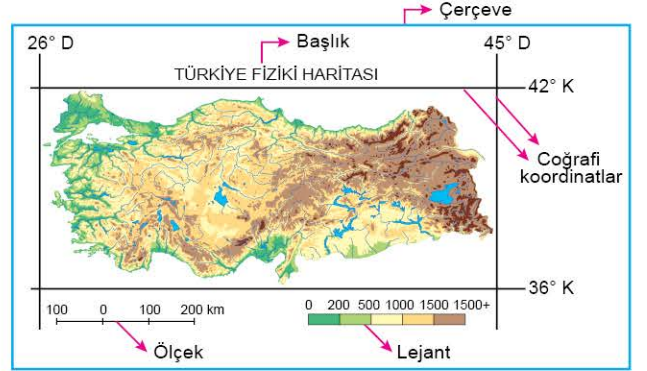 Çerçeve
26° D
Başlık
45° D
TÜRKİYE FİZİKİ HARİTASI
42° K
Coğrafi
koordinatlar
36° K
100 0 100 200 km
0 200 500 1000 1500 1500+
Ölçek
Lejant